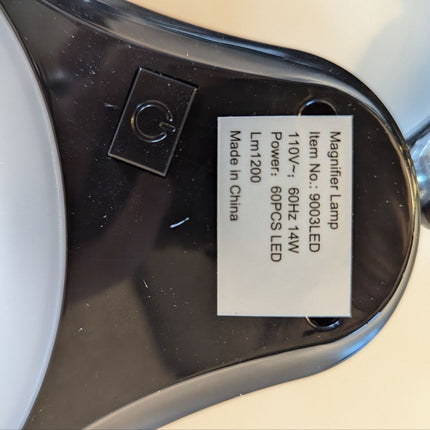 Magnifier Lamp
Item No.: 9003LED
110V~; 60Hz 14W
Power: 60PCS LED
Lm1200
Made in China